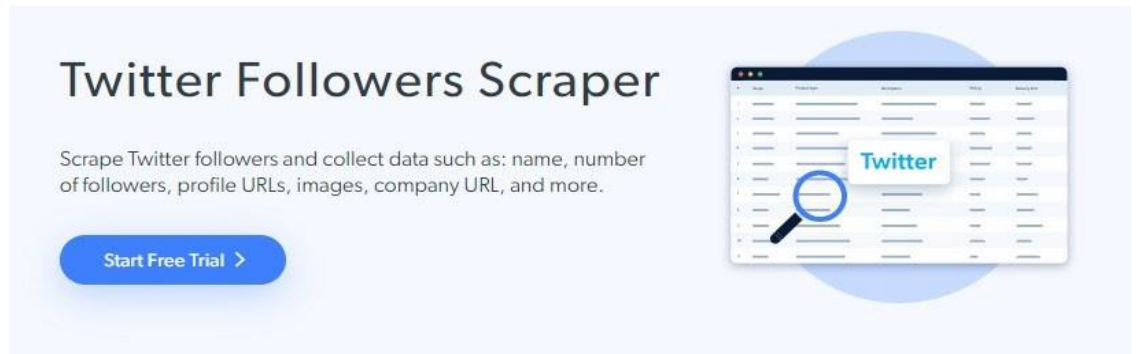 Twitter Followers Scraper
Scrape Twitter followers and collect data such as: name, number
of followers, profile URLs, images, company URL, and more.
Start Free Trial >
Twitter